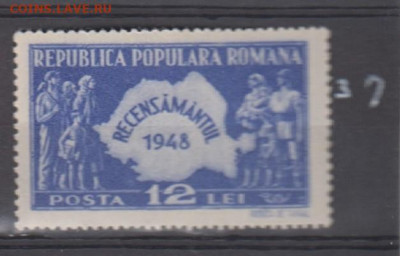 COINS.LAVE.RU
REPUBLICA POPULARA ROMANA
RECENSĂMÂNTUL
1948
POSTA 12 LEI
3 7